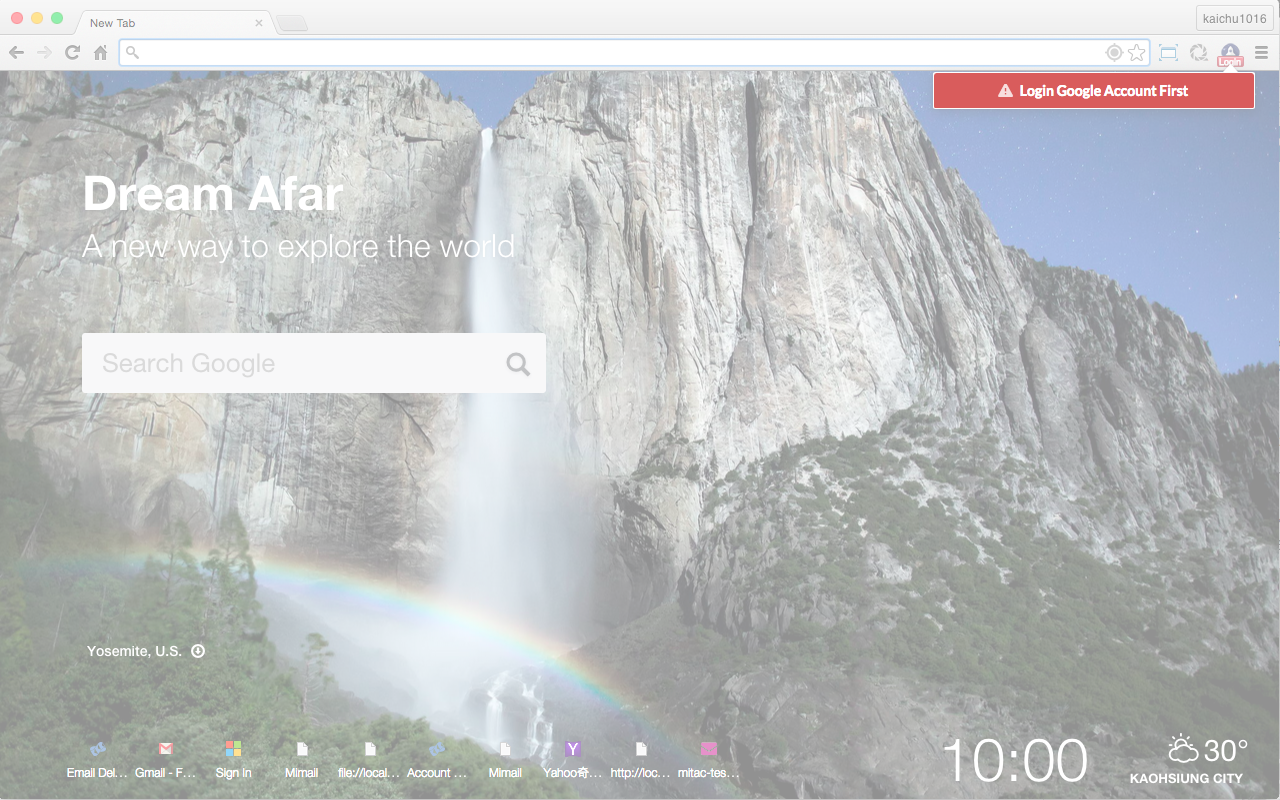 New Tab
kaichu1016
Login
Login Google Account First
Dream Afar
A new way to explore the world
Search Google
Yosemite, U.S.
Email Del... Gmail - F... Sign In Mimail file://local... Account ... Mimail Yahoo奇... http://loc... mitac-tes...
10:00
30°
KAOHSIUNG CITY